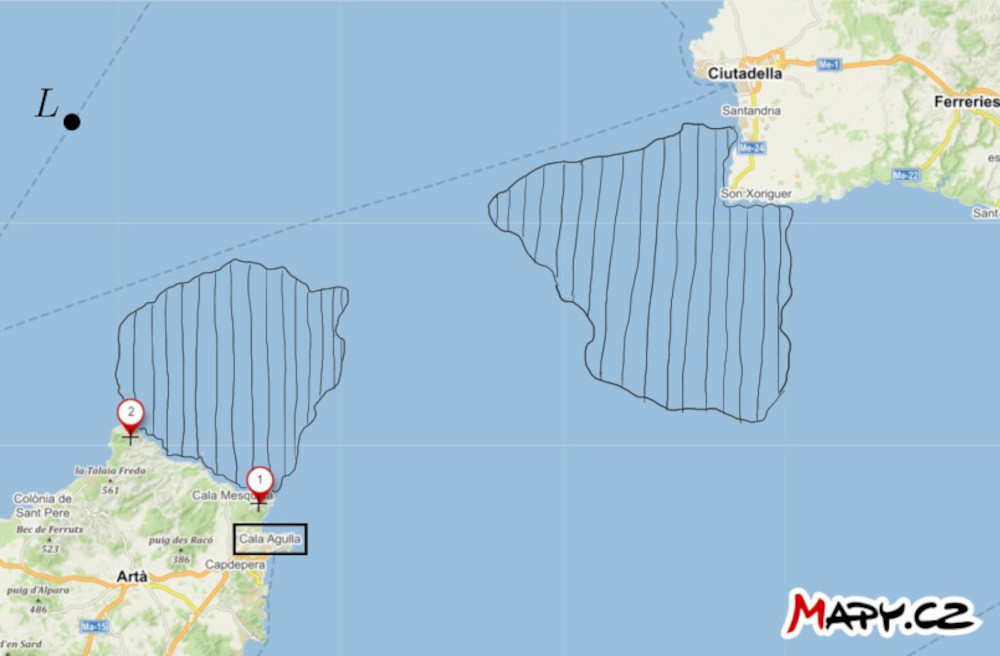 L
Ciutadella
Me-1
Ferreries
Santandria
Me-24
Me-22
es
Son Xoriguer
Sant
2
la Talaia Freda
561
1
Cala Mesqu
Colònia de
Sant Pere
Bec de Ferrutx
523
puig des Racó
386
Cala Agulla
Capdepera
Artà
puig d'Alpara
486
Ma-15
d'en Sard
MAPY.CZ